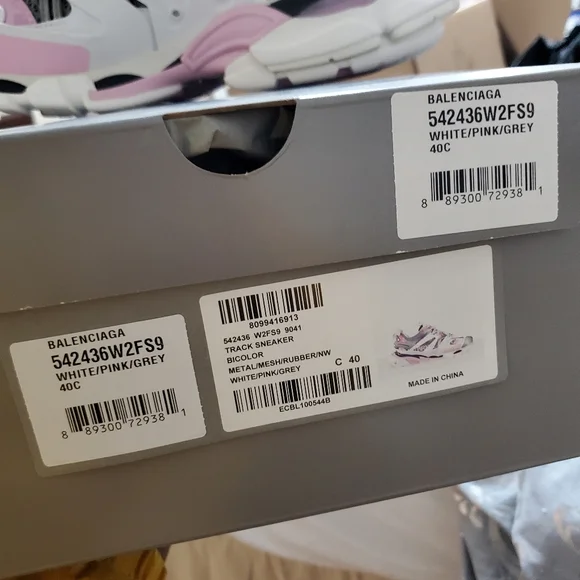 BALENCIAGA
542436W2FS9
WHITE/PINK/GREY
40C
8 89300 72938 1
8099416913
542436 W2FS9 9041
TRACK SNEAKER
BICOLOR
METAL/MESH/RUBBER/NW
WHITE/PINK/GREY
C 40
ECBL100544B
MADE IN CHINA
BALENCIAGA
542436W2FS9
WHITE/PINK/GREY
40C
8 89300 72938 1